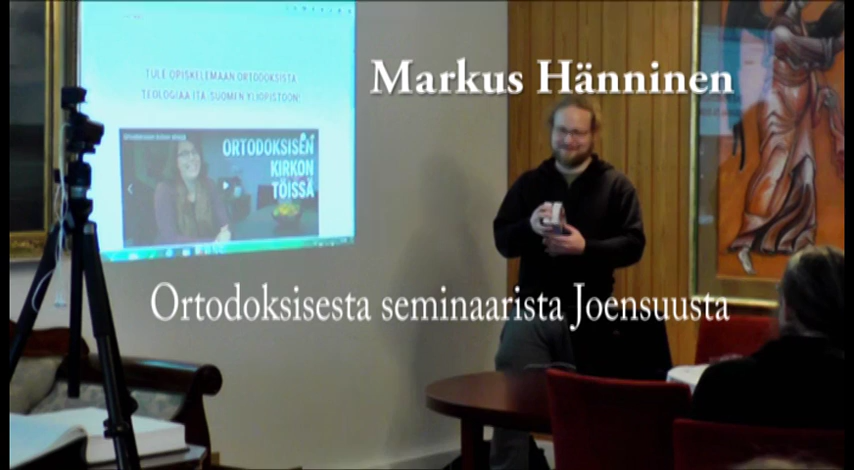 Markus Hänninen
TULE OPISKELEMAAN ORTODOKSISTA
TEOLOGIAA ITÄ-SUOMEN YLIOPISTOON!
ORTODOKSISEN
KIRKON
TÖISSÄ
Ortodoksisesta seminaarista Joensuusta